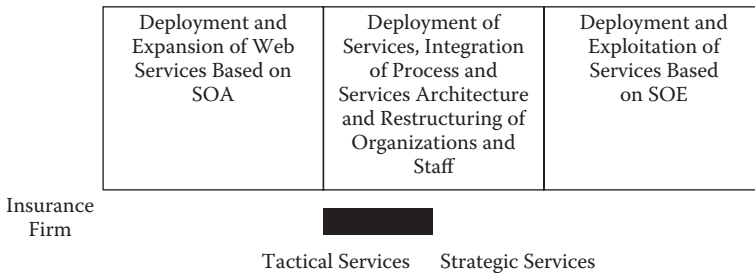 Deployment and
Expansion of Web
Services Based on
SOA
Deployment of
Services, Integration
of Process and
Services Architecture
and Restructuring of
Organizations and
Staff
Deployment and
Exploitation of
Services Based
on SOE
Insurance
Firm
Tactical Services Strategic Services